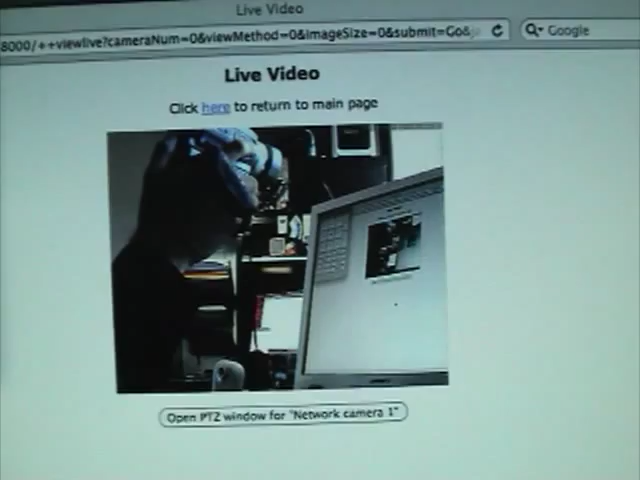 Live Video
8000/++viewlive?cameraNum=0&viewMethod=0&imageSize=0&submit=Go&
Google
Live Video
Click here to return to main page
Open PTZ window for "Network camera 1"